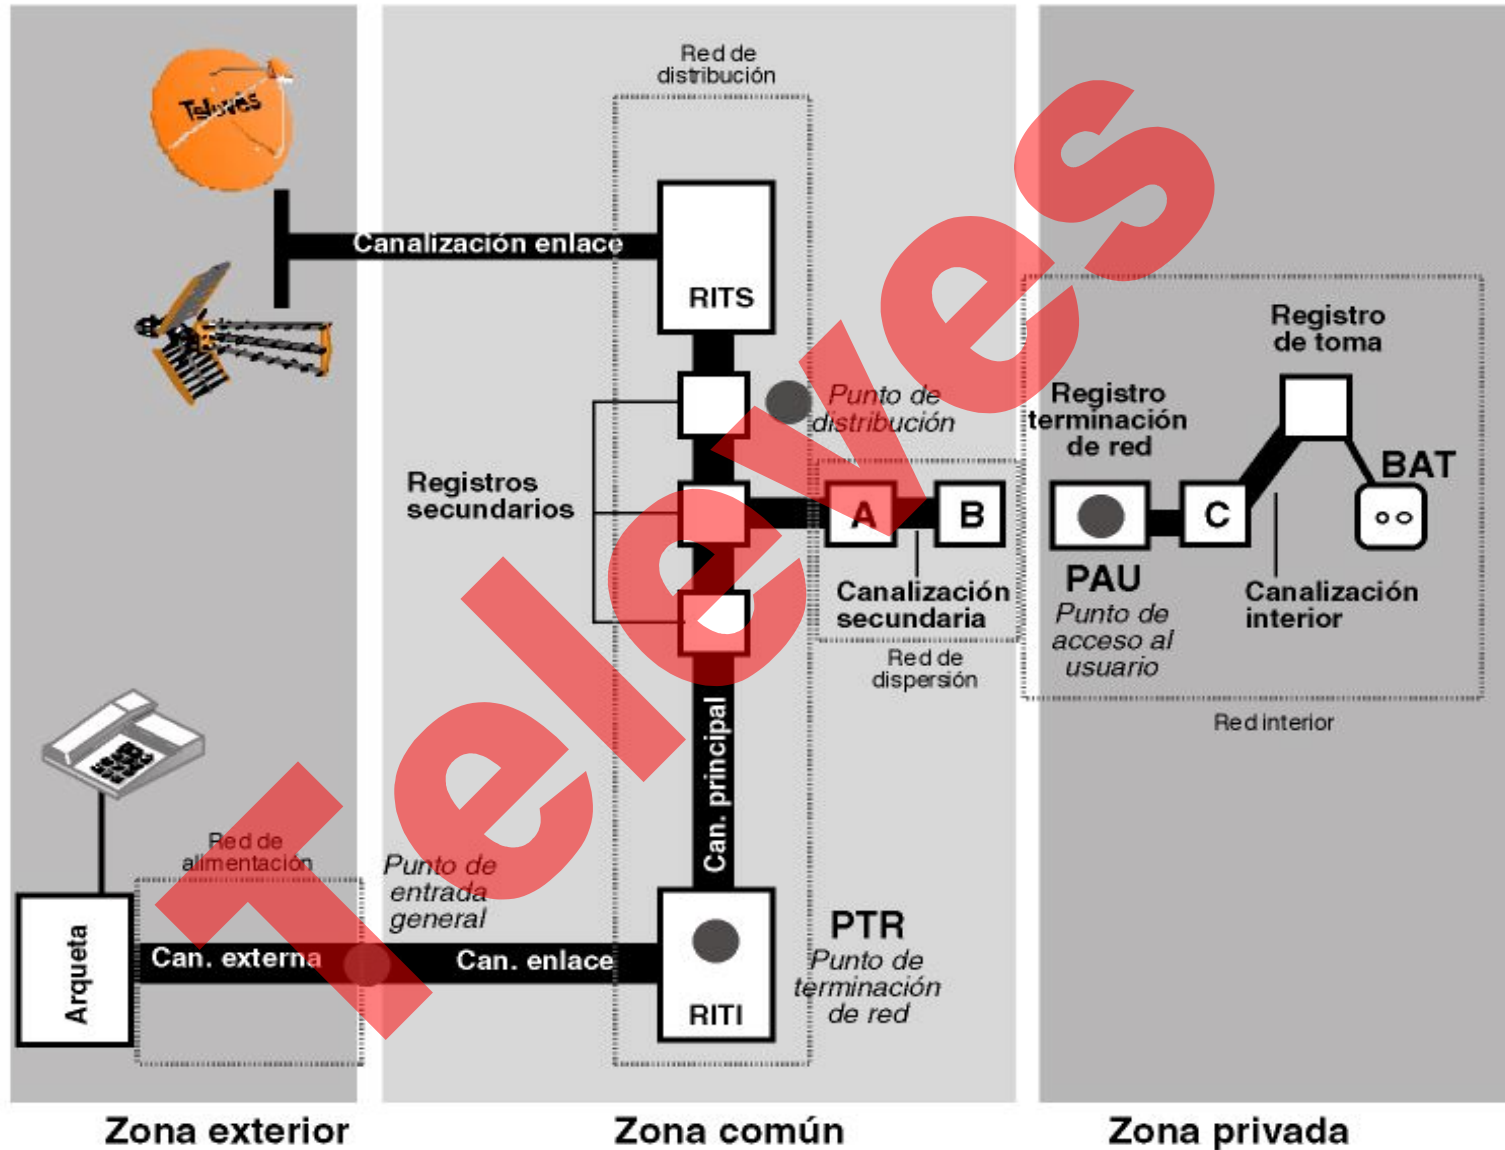 Red de
distribución
Televés
Canalización enlace
RITS
Registro
de toma
Punto de
distribución
Registro
terminación
de red
BAT
Registros
secundarios
A
B
C
Canalización
secundaria
PAU
Punto de
acceso al
usuario
Canalización
interior
Red de
dispersión
Red interior
Can. principal
Red de
alimentación
Punto de
entrada
general
Arqueta
Can. externa
Can. enlace
RITI
PTR
Punto de
terminación
de red
Televes
Zona exterior
Zona común
Zona privada